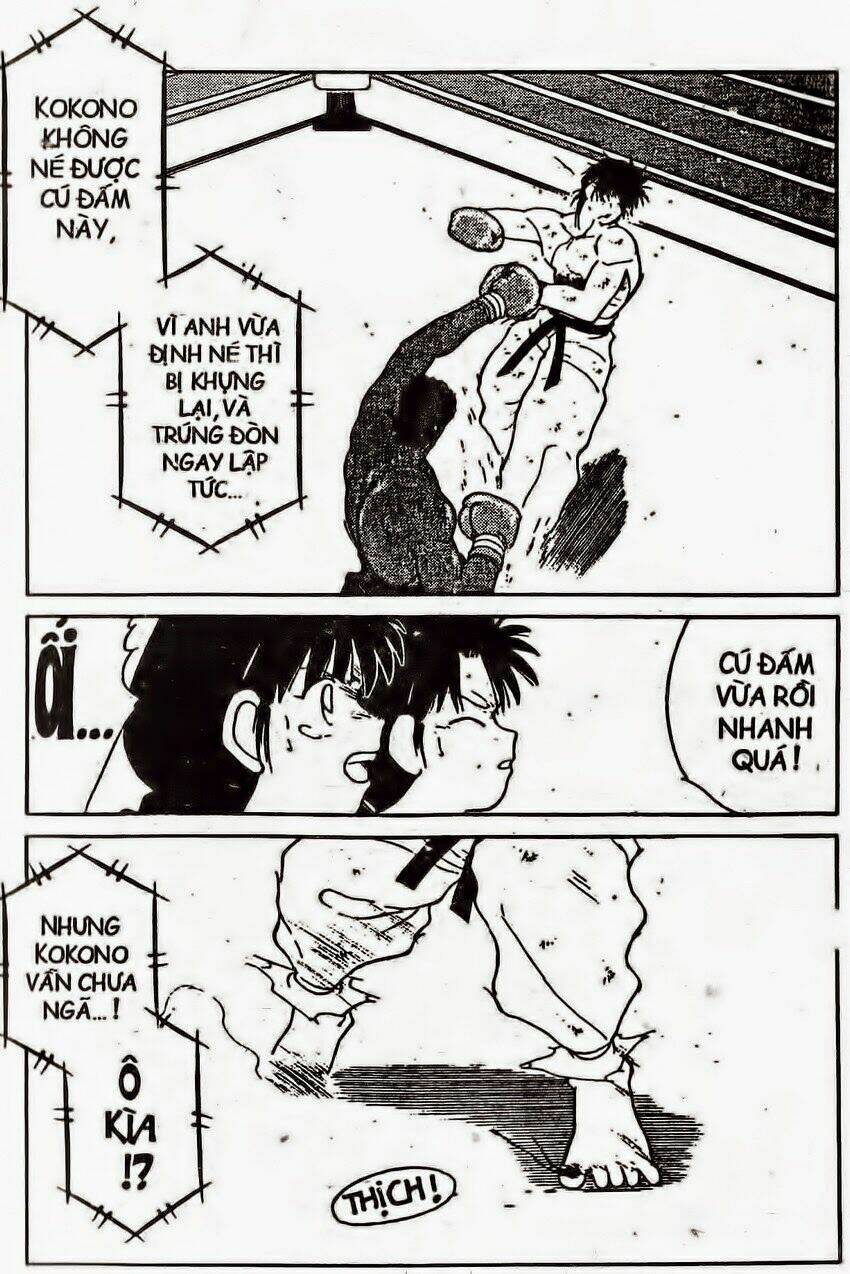 KOKONO
KHÔNG
NÉ ĐƯỢC
CÚ ĐẤM
NÀY,
VÌ ANH VỪA
ĐỊNH NÉ THÌ
BỊ KHỰNG
LẠI, VÀ
TRÚNG ĐÒN
NGAY LẬP
TỨC...
ỐI...
CÚ ĐẤM
VỪA RỒI
NHANH
QUÁ!
NHƯNG
KOKONO
VẪN CHƯA
NGÃ...!
Ô
KÌA
!?
THỊCH!